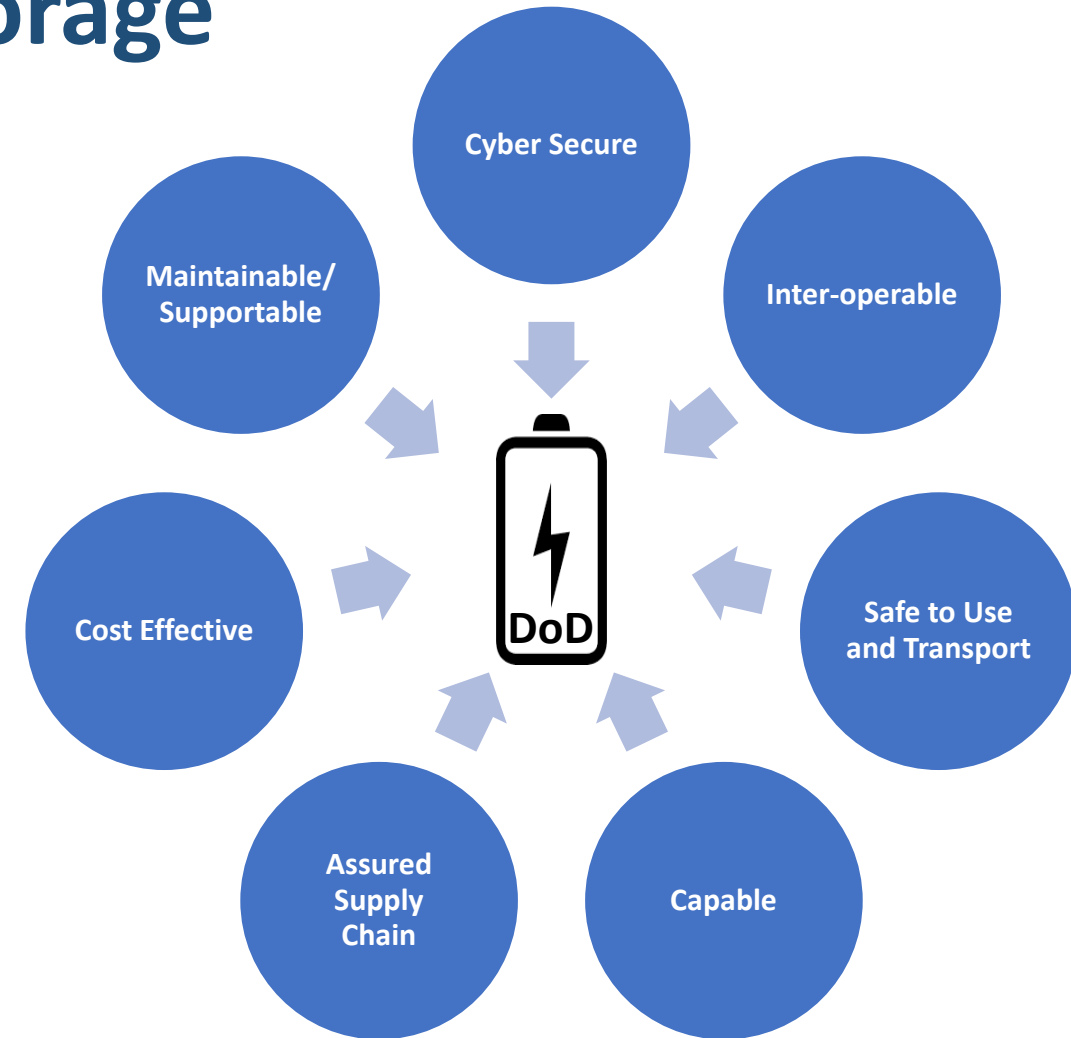 orage
Cyber Secure
Maintainable/
Supportable
Inter-operable
Cost Effective
DoD
Safe to Use
and Transport
Assured
Supply
Chain
Capable